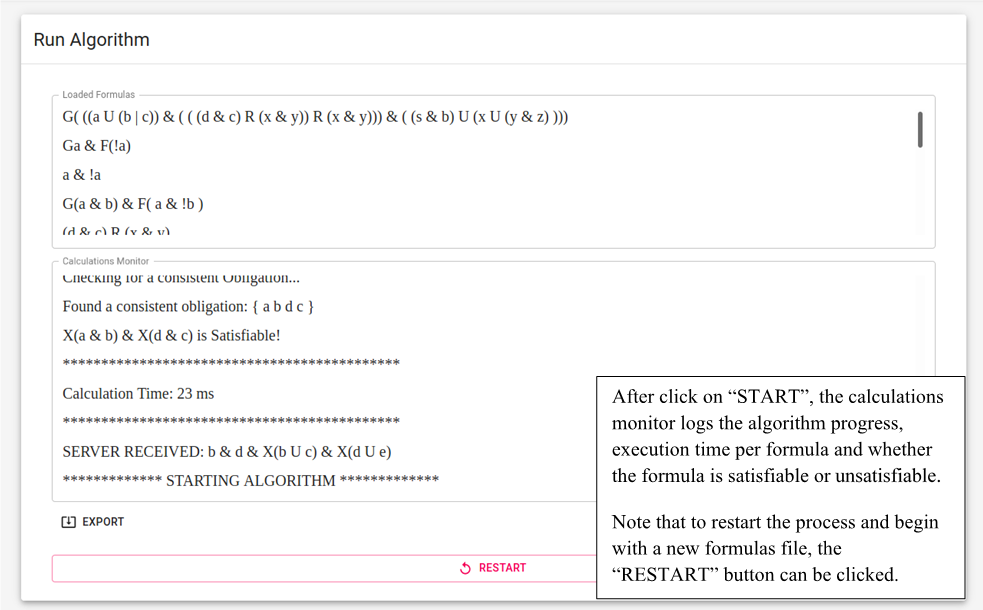 Run Algorithm
Loaded Formulas
G( ((a U (b | c)) & ( ( ( (d & c) R (x & y)) R (x & y))) & ( (s & b) U (x U (y & z) )))
Ga & F(!a)
a & !a
G(a & b) & F( a & !b )
(d & c) R (x & y)
Calculations Monitor
Checking for a consistent Obligation...
Found a consistent obligation: { a b d c }
X(a & b) & X(d & c) is Satisfiable!
********************************************
Calculation Time: 23 ms
********************************************
SERVER RECEIVED: b & d & X(b U c) & X(d U e)
************* STARTING ALGORITHM *************
EXPORT
RESTART
After click on “START”, the calculations
monitor logs the algorithm progress,
execution time per formula and whether
the formula is satisfiable or unsatisfiable.
Note that to restart the process and begin
with a new formulas file, the
“RESTART” button can be clicked.